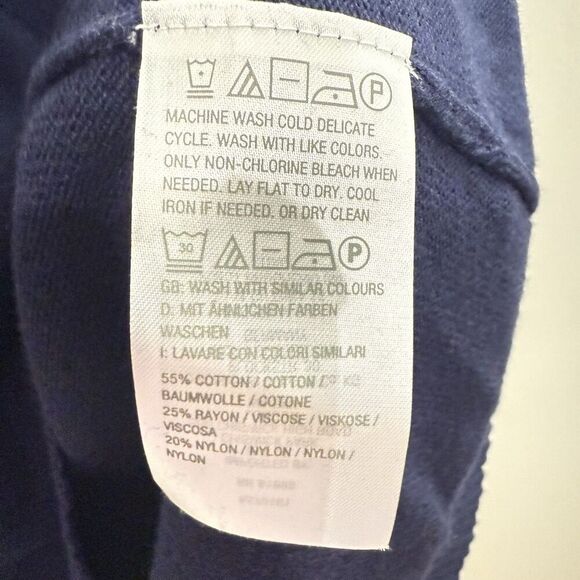 P
MACHINE WASH COLD DELICATE
CYCLE. WASH WITH LIKE COLORS.
ONLY NON-CHLORINE BLEACH WHEN
NEEDED. LAY FLAT TO DRY. COOL
IRON IF NEEDED. OR DRY CLEAN
30 P
GB: WASH WITH SIMILAR COLOURS
D: MIT ÄHNLICHEN FARBEN
WASCHEN
I: LAVARE CON COLORI SIMILARI
55% COTTON / COTTON /
BAUMWOLLE / COTONE
25% RAYON / VISCOSE / VISKOSE /
VISCOSA
20% NYLON / NYLON / NYLON /
NYLON